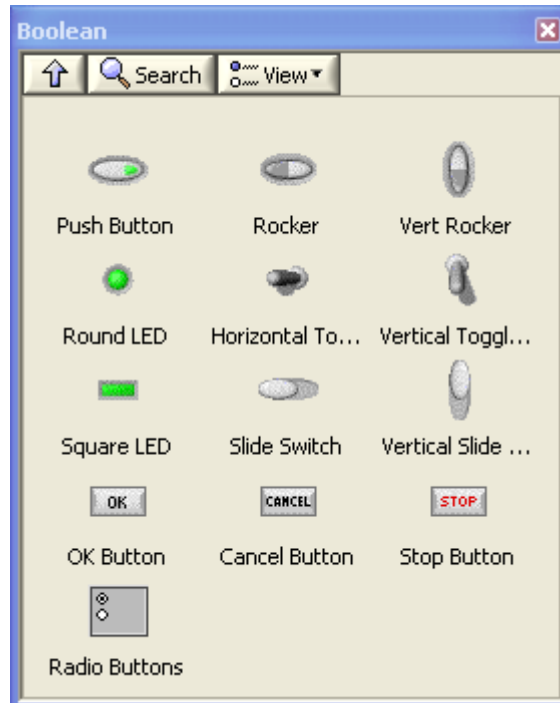 Boolean
Search View
Push Button Rocker Vert Rocker
Round LED Horizontal To... Vertical Toggl...
Square LED Slide Switch Vertical Slide ...
OK CANCEL STOP
OK Button Cancel Button Stop Button
Radio Buttons